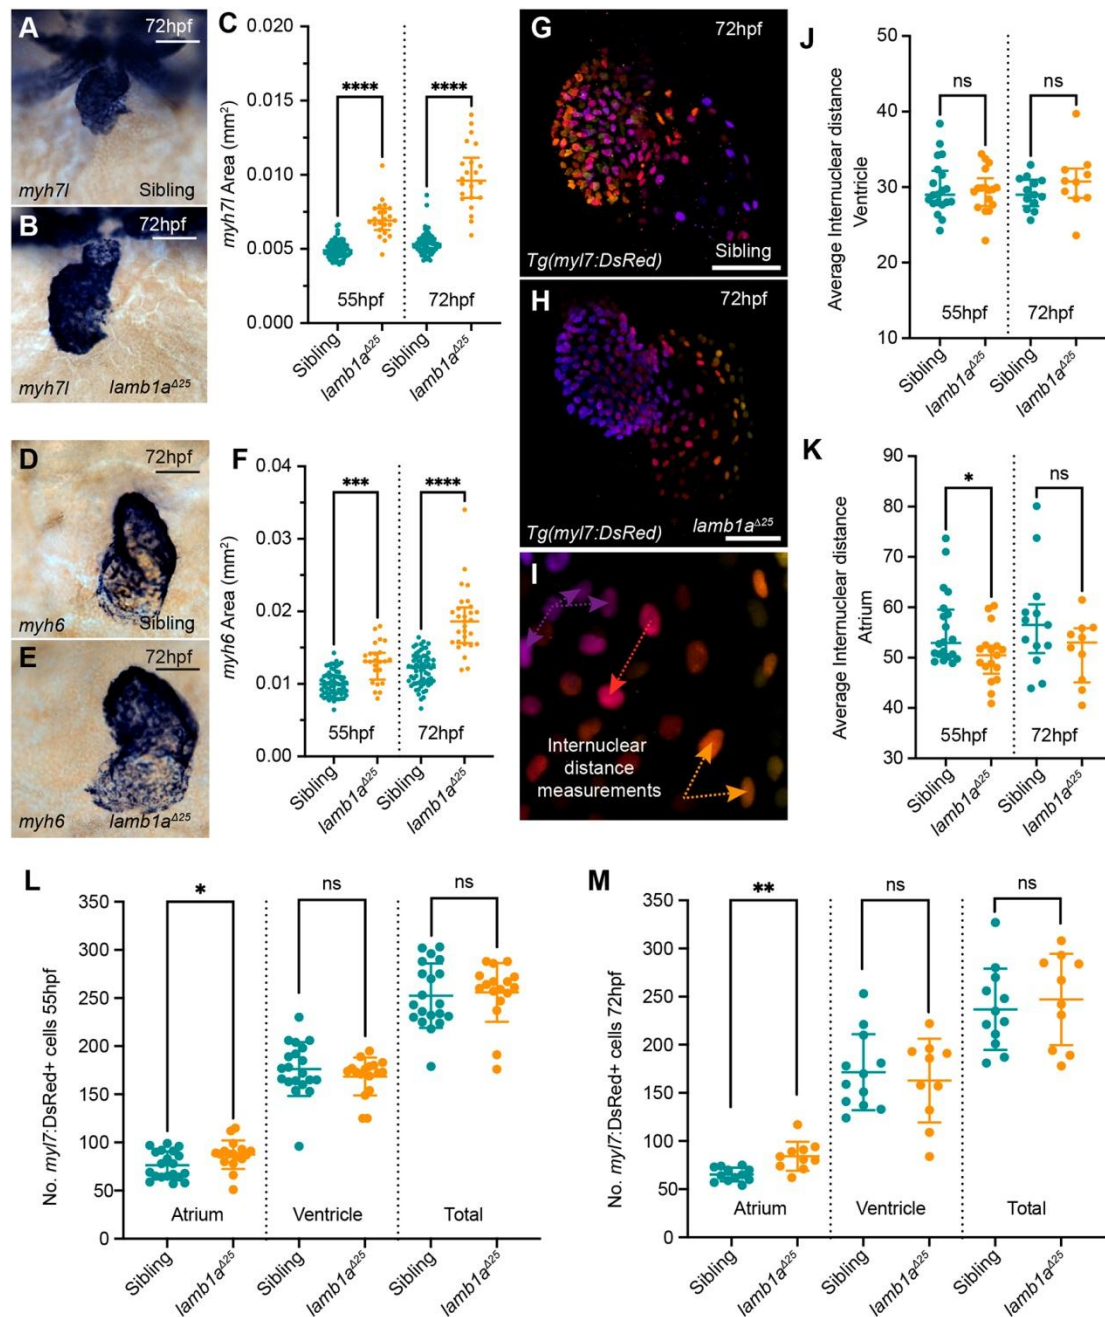 A
72hpf
myh7l
Sibling
B
72hpf
myh7l
lamb1aΔ25
C
myh7l Area (mm²)
0.020
0.015
0.010
0.005
0.000
****
****
55hpf
72hpf
Sibling
lamb1aΔ25
Sibling
lamb1aΔ25
D
72hpf
myh6
Sibling
E
72hpf
myh6
lamb1aΔ25
F
myh6 Area (mm²)
0.04
0.03
0.02
0.01
0.00
***
****
55hpf
72hpf
Sibling
lamb1aΔ25
Sibling
lamb1aΔ25
G
72hpf
Tg(myl7:DsRed)
Sibling
H
72hpf
Tg(myl7:DsRed)
lamb1aΔ25
I
Internuclear
distance
measurements
J
Average Internuclear distance
Ventricle
50
40
30
20
10
ns
ns
55hpf
72hpf
Sibling
lamb1aΔ25
Sibling
lamb1aΔ25
K
Average Internuclear distance
Atrium
90
80
70
60
50
40
30
*
ns
55hpf
72hpf
Sibling
lamb1aΔ25
Sibling
lamb1aΔ25
L
No. myl7:DsRed+ cells 55hpf
350
300
250
200
150
100
50
0
*
ns
ns
Atrium
Ventricle
Total
Sibling
lamb1aΔ25
Sibling
lamb1aΔ25
Sibling
lamb1aΔ25
M
No. myl7:DsRed+ cells 72hpf
350
300
250
200
150
100
50
0
**
ns
ns
Atrium
Ventricle
Total
Sibling
lamb1aΔ25
Sibling
lamb1aΔ25
Sibling
lamb1aΔ25